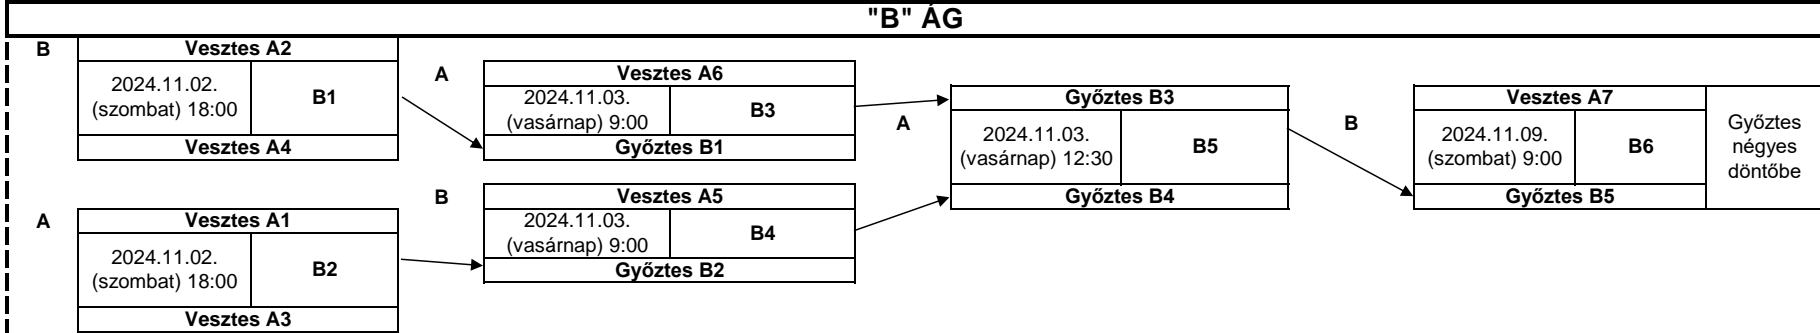 "B" ÁG
B
Vesztes A2
2024.11.02.
(szombat) 18:00
B1
Vesztes A4
A
Vesztes A1
2024.11.02.
(szombat) 18:00
B2
Vesztes A3
A
Vesztes A6
2024.11.03.
(vasárnap) 9:00
B3
Győztes B1
B
Vesztes A5
2024.11.03.
(vasárnap) 9:00
B4
Győztes B2
A
Győztes B3
2024.11.03.
(vasárnap) 12:30
B5
Győztes B4
B
Vesztes A7
2024.11.09.
(szombat) 9:00
B6
Győztes B5
Győztes
négyes
döntőbe